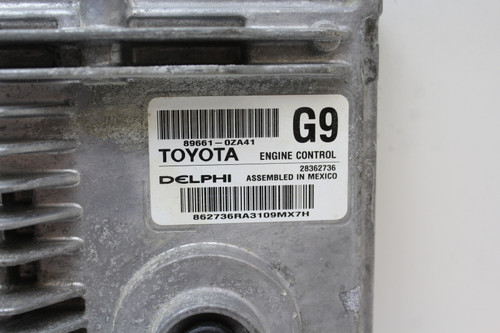 89661-0ZA41 G9
TOYOTA ENGINE CONTROL
28362736
DELPHI ASSEMBLED IN MEXICO
862736RA3109MX7H